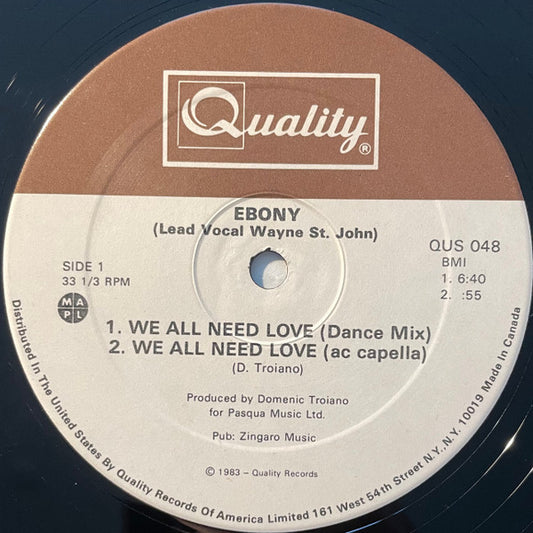 Quality®
EBONY
(Lead Vocal Wayne St. John)
QUS 048
BMI
1. 6:40
2. :55
SIDE 1
33 1/3 RPM
MAPL
1. WE ALL NEED LOVE (Dance Mix)
2. WE ALL NEED LOVE (ac capella)
(D. Troiano)
Produced by Domenic Troiano
for Pasqua Music Ltd.
Pub: Zingaro Music
© 1983 - Quality Records
Distributed In The United States By Quality Records Of America Limited 161 West 54th Street N.Y., N.Y. 10019 Made In Canada